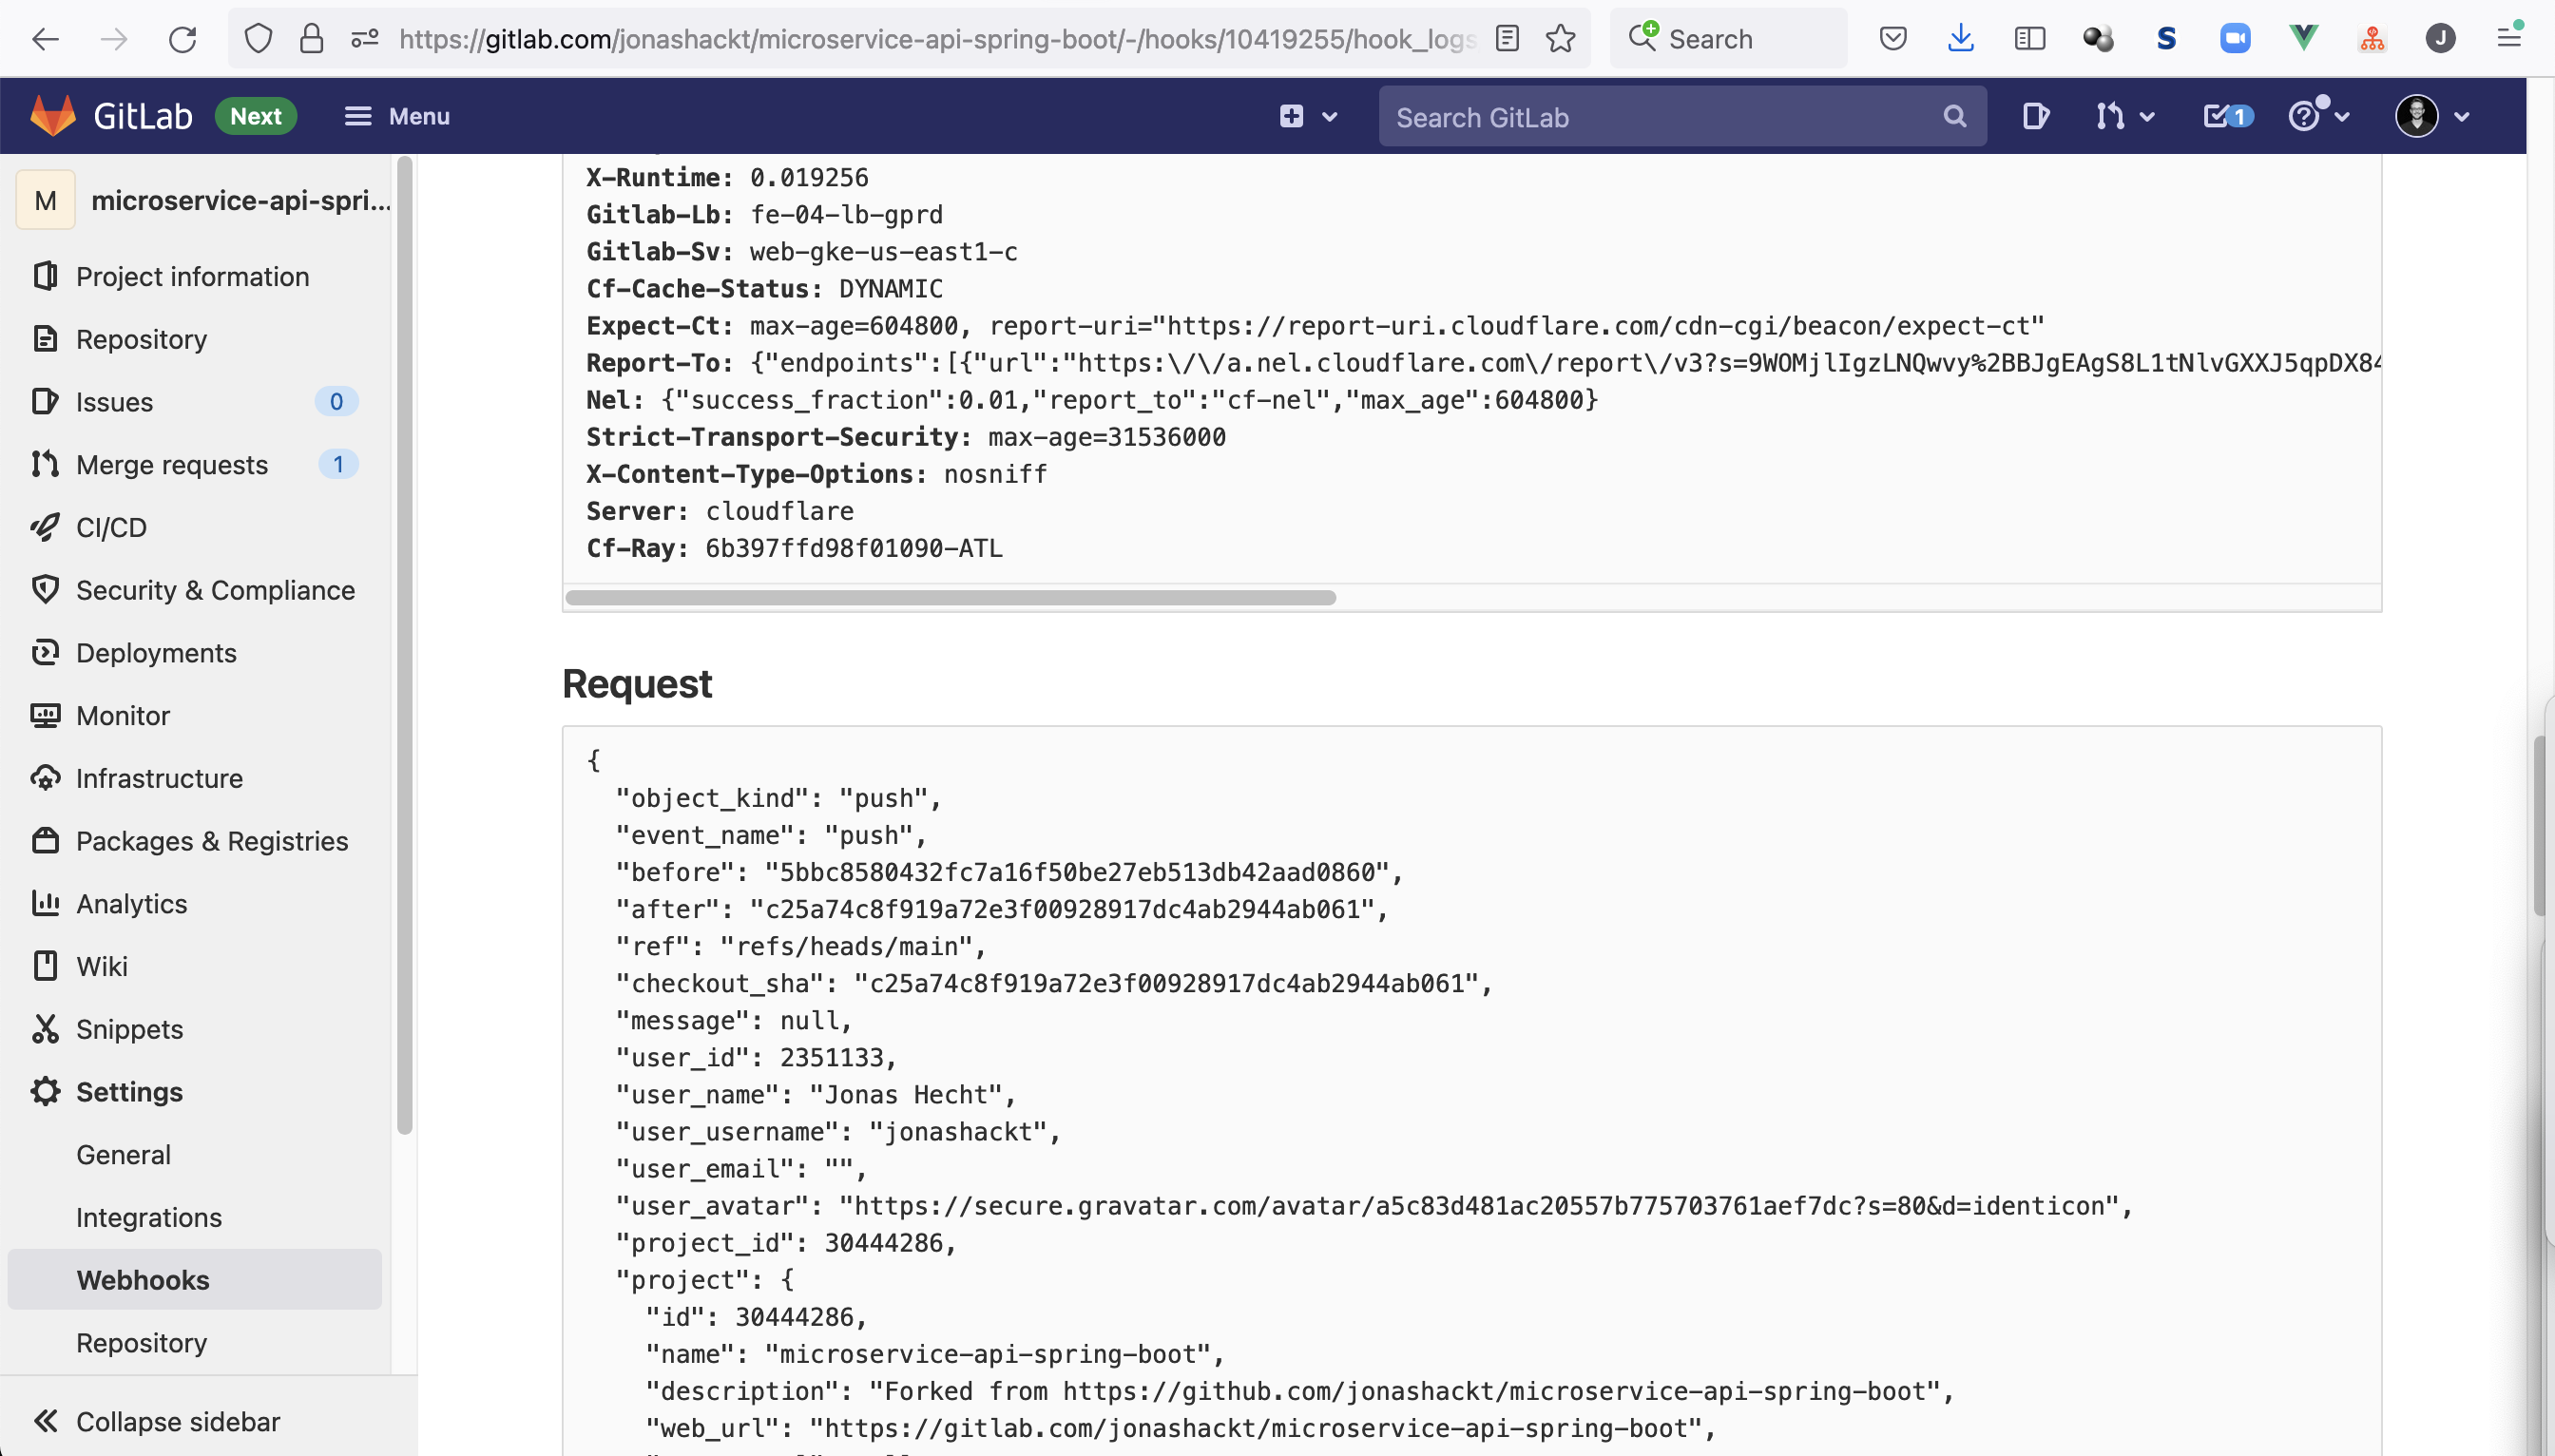 https://gitlab.com/jonashackt/microservice-api-spring-boot/-/hooks/10419255/hook_logs
Search
S
J
GitLab
Next
Menu
Search GitLab
1
M
microservice-api-spri...
Project information
Repository
Issues
0
Merge requests
1
CI/CD
Security & Compliance
Deployments
Monitor
Infrastructure
Packages & Registries
Analytics
Wiki
Snippets
Settings
General
Integrations
Webhooks
Repository
Collapse sidebar
X-Runtime: 0.019256
Gitlab-Lb: fe-04-lb-gprd
Gitlab-Sv: web-gke-us-east1-c
Cf-Cache-Status: DYNAMIC
Expect-Ct: max-age=604800, report-uri="https://report-uri.cloudflare.com/cdn-cgi/beacon/expect-ct"
Report-To: {"endpoints":[{"url":"https:\/\/a.nel.cloudflare.com\/report\/v3?s=9WOMjlIgzLNQwvy%2BBJgEAgS8L1tNlvGXXJ5qpDX84
Nel: {"success_fraction":0.01,"report_to":"cf-nel","max_age":604800}
Strict-Transport-Security: max-age=31536000
X-Content-Type-Options: nosniff
Server: cloudflare
Cf-Ray: 6b397ffd98f01090-ATL
Request
{
"object_kind": "push",
"event_name": "push",
"before": "5bbc8580432fc7a16f50be27eb513db42aad0860",
"after": "c25a74c8f919a72e3f00928917dc4ab2944ab061",
"ref": "refs/heads/main",
"checkout_sha": "c25a74c8f919a72e3f00928917dc4ab2944ab061",
"message": null,
"user_id": 2351133,
"user_name": "Jonas Hecht",
"user_username": "jonashackt",
"user_email": "",
"user_avatar": "https://secure.gravatar.com/avatar/a5c83d481ac20557b775703761aef7dc?s=80&d=identicon",
"project_id": 30444286,
"project": {
"id": 30444286,
"name": "microservice-api-spring-boot",
"description": "Forked from https://github.com/jonashackt/microservice-api-spring-boot",
"web_url": "https://gitlab.com/jonashackt/microservice-api-spring-boot",